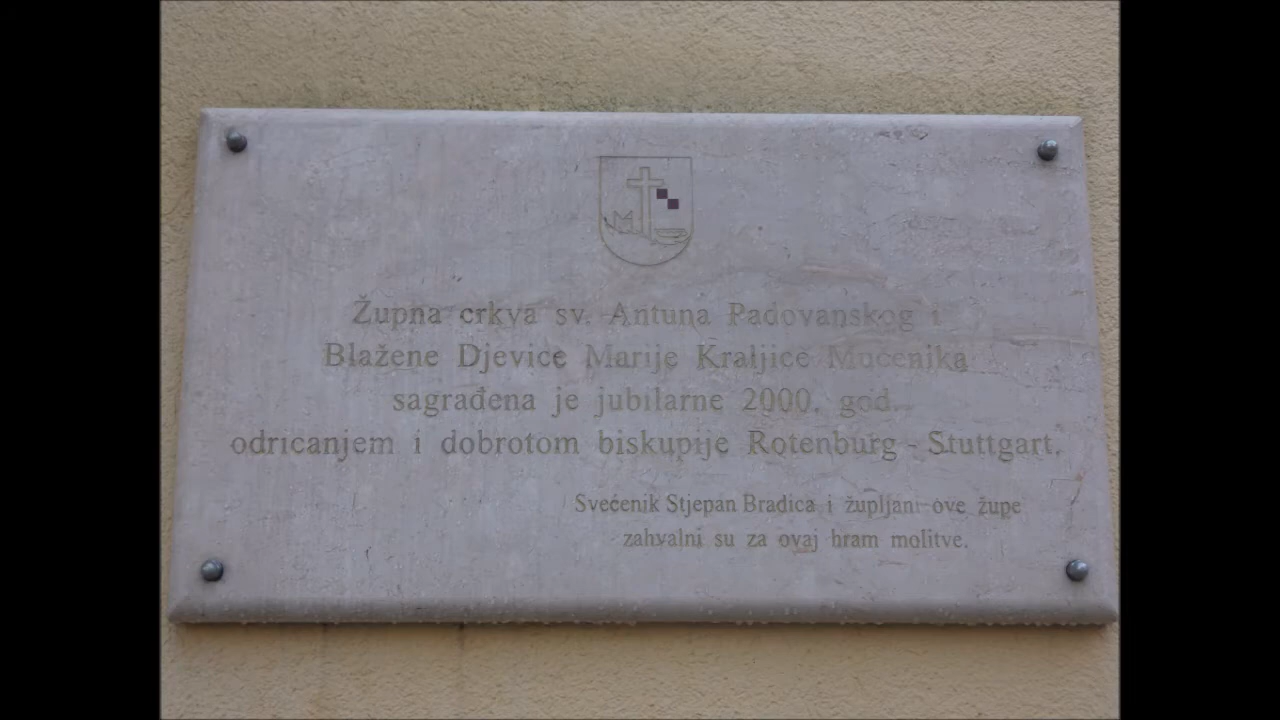 Župna crkva sv. Antuna Padovanskog i
Blažene Djevice Marije Kraljice Mučenika
sagrađena je jubilarne 2000. god.
odricanjem i dobrotom biskupije Rotenburg - Stuttgart.
Svećenik Stjepan Bradica i župljani ove župe
zahvalni su za ovaj hram molitve.